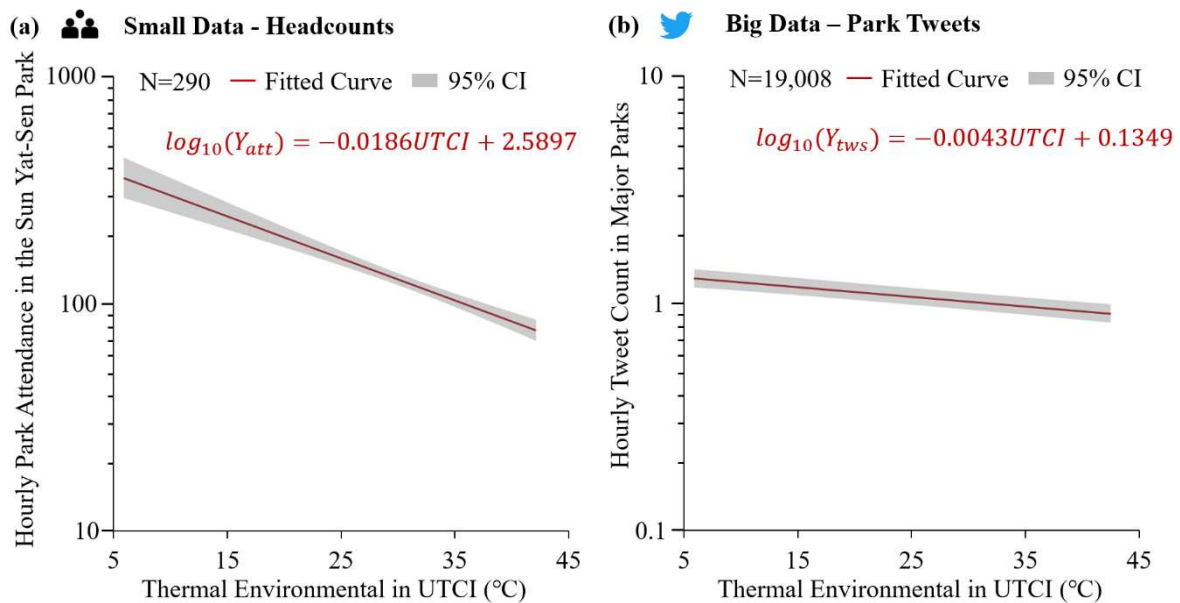 (a) Small Data - Headcounts
1000
N=290 Fitted Curve 95% CI
log₁₀(Yₐₜₜ) = −0.0186UTCI + 2.5897
100
10
Hourly Park Attendance in the Sun Yat-Sen Park
5 15 25 35 45
Thermal Environmental in UTCI (°C)
(b) Big Data – Park Tweets
10
N=19,008 Fitted Curve 95% CI
log₁₀(Y_tws) = −0.0043UTCI + 0.1349
1
0.1
Hourly Tweet Count in Major Parks
5 15 25 35 45
Thermal Environmental in UTCI (°C)